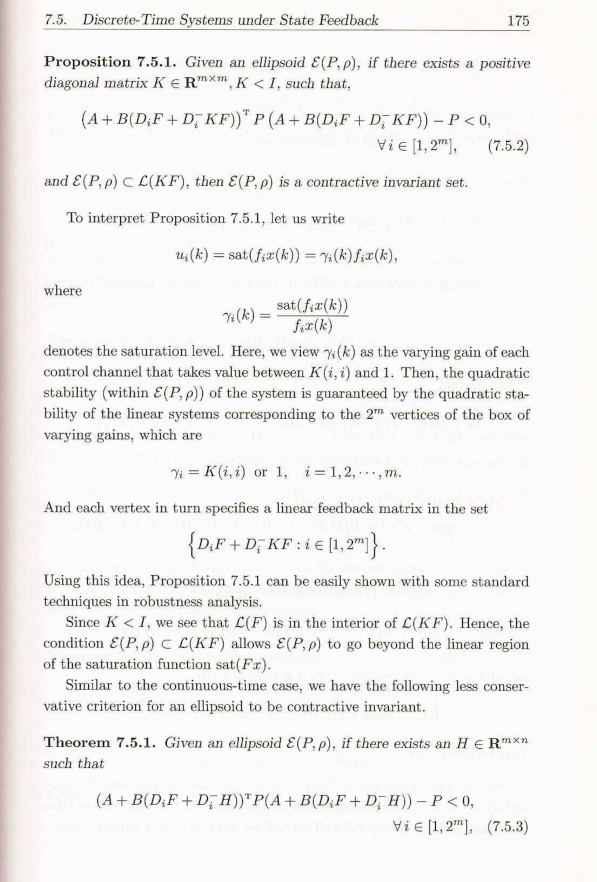 7.5. Discrete-Time Systems under State Feedback 175
Proposition 7.5.1. Given an ellipsoid ℰ(P, ρ), if there exists a positive
diagonal matrix K ∈ R^{m×m}, K < I, such that,
(A + B(D_iF + D_i^-KF))^T P (A + B(D_iF + D_i^-KF)) − P < 0,
∀ i ∈ [1, 2^m], (7.5.2)
and ℰ(P, ρ) ⊂ ℒ(KF), then ℰ(P, ρ) is a contractive invariant set.
To interpret Proposition 7.5.1, let us write
u_i(k) = sat(f_ix(k)) = γ_i(k)f_ix(k),
where
γ_i(k) = sat(f_ix(k)) / f_ix(k)
denotes the saturation level. Here, we view γ_i(k) as the varying gain of each
control channel that takes value between K(i, i) and 1. Then, the quadratic
stability (within ℰ(P, ρ)) of the system is guaranteed by the quadratic sta-
bility of the linear systems corresponding to the 2^m vertices of the box of
varying gains, which are
γ_i = K(i, i) or 1, i = 1, 2, ⋯, m.
And each vertex in turn specifies a linear feedback matrix in the set
{D_iF + D_i^-KF : i ∈ [1, 2^m]}.
Using this idea, Proposition 7.5.1 can be easily shown with some standard
techniques in robustness analysis.
Since K < I, we see that ℒ(F) is in the interior of ℒ(KF). Hence, the
condition ℰ(P, ρ) ⊂ ℒ(KF) allows ℰ(P, ρ) to go beyond the linear region
of the saturation function sat(Fx).
Similar to the continuous-time case, we have the following less conser-
vative criterion for an ellipsoid to be contractive invariant.
Theorem 7.5.1. Given an ellipsoid ℰ(P, ρ), if there exists an H ∈ R^{m×n}
such that
(A + B(D_iF + D_i^-H))^T P(A + B(D_iF + D_i^-H)) − P < 0,
∀ i ∈ [1, 2^m], (7.5.3)